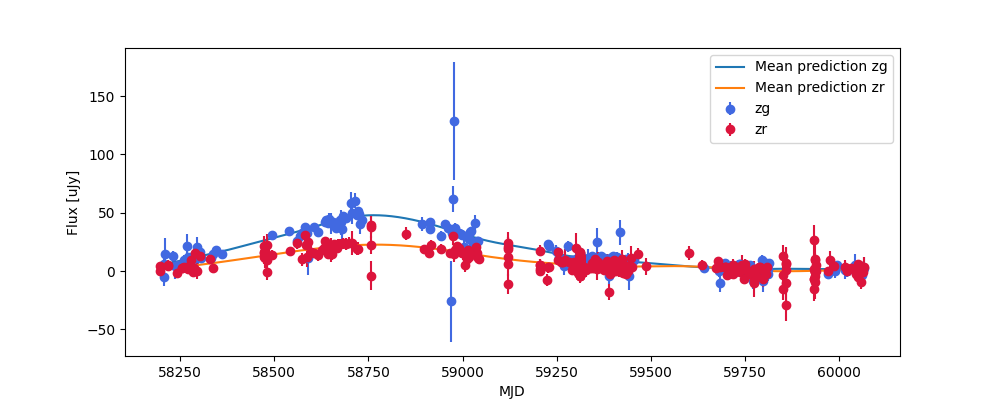 Mean prediction zg
Mean prediction zr
zg
zr
Flux [uJy]
150
100
50
0
−50
58250
58500
58750
59000
59250
59500
59750
60000
MJD